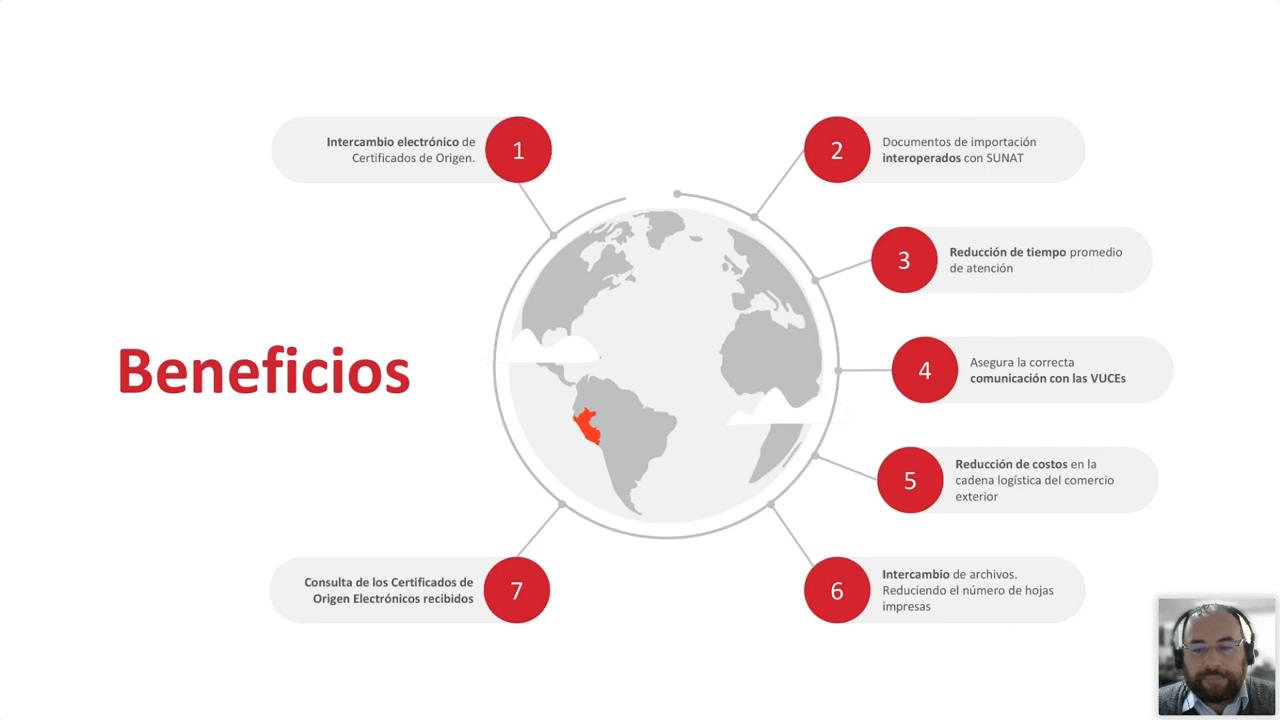 Beneficios
1
Intercambio electrónico de
Certificados de Origen.
2
Documentos de importación
interoperados con SUNAT
3
Reducción de tiempo promedio
de atención
4
Asegura la correcta
comunicación con las VUCEs
5
Reducción de costos en la
cadena logística del comercio
exterior
6
Intercambio de archivos.
Reduciendo el número de hojas
impresas
7
Consulta de los Certificados de
Origen Electrónicos recibidos